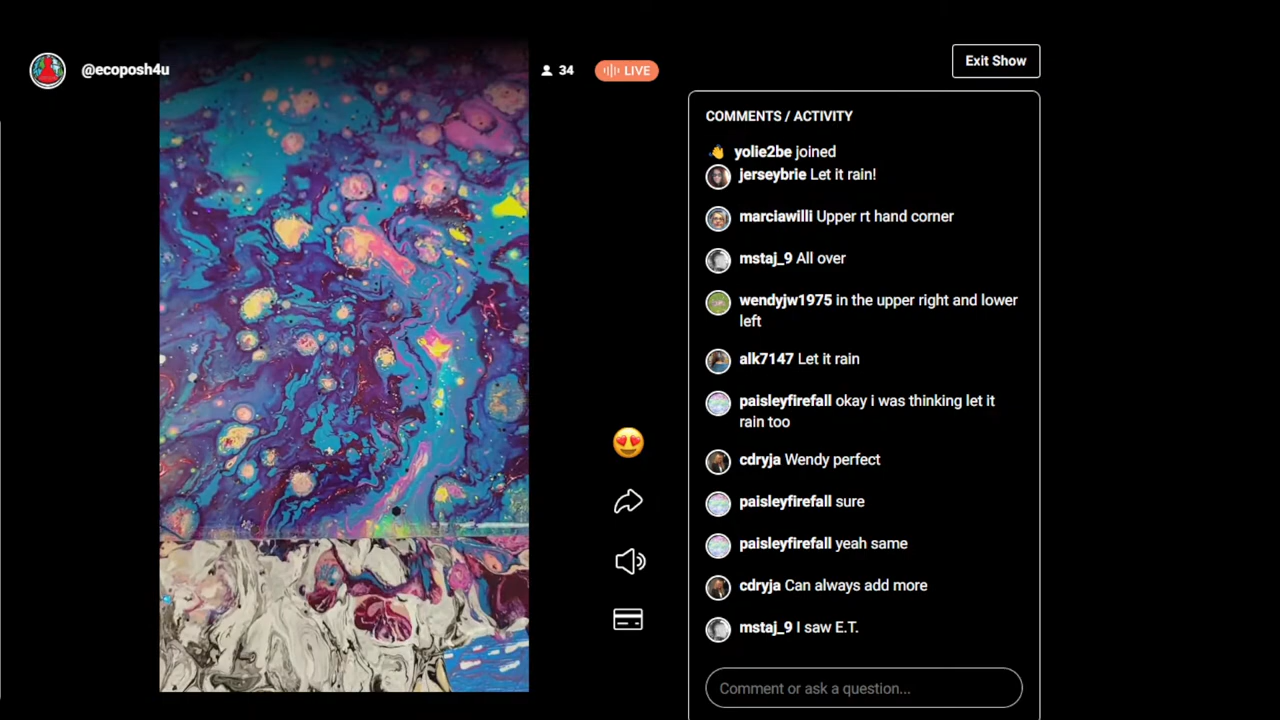 @ecoposh4u
34
LIVE
Exit Show
COMMENTS / ACTIVITY
yolie2be joined
jerseybrie Let it rain!
marciawilli Upper rt hand corner
mstaj_9 All over
wendyjw1975 in the upper right and lower
left
alk7147 Let it rain
paisleyfirefall okay i was thinking let it
rain too
cdryja Wendy perfect
paisleyfirefall sure
paisleyfirefall yeah same
cdryja Can always add more
mstaj_9 I saw E.T.
Comment or ask a question...